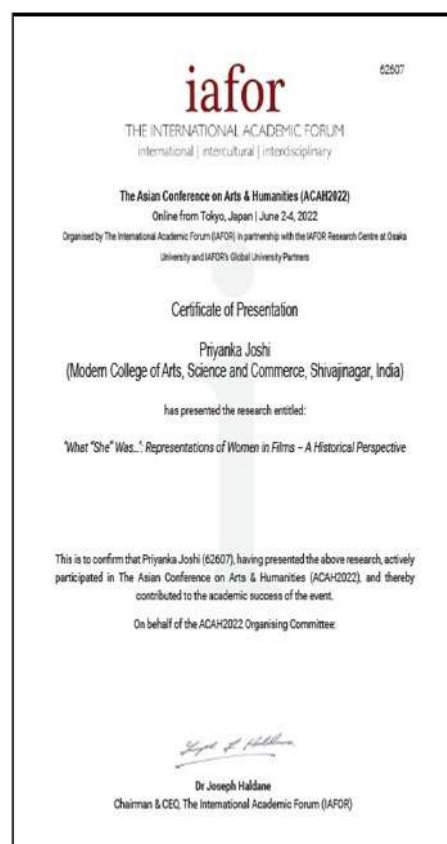 62607
iafor
THE INTERNATIONAL ACADEMIC FORUM
international | intercultural | interdisciplinary
The Asian Conference on Arts & Humanities (ACAH2022)
Online from Tokyo, Japan | June 2-4, 2022
Organised by The International Academic Forum (IAFOR) in partnership with the IAFOR Research Centre at Osaka
University and IAFOR's Global University Partners
Certificate of Presentation
Priyanka Joshi
(Modern College of Arts, Science and Commerce, Shivajinagar, India)
has presented the research entitled:
'What "She" Was...': Representations of Women in Films – A Historical Perspective
This is to confirm that Priyanka Joshi (62607), having presented the above research, actively
participated in The Asian Conference on Arts & Humanities (ACAH2022), and thereby
contributed to the academic success of the event.
On behalf of the ACAH2022 Organising Committee:
Dr Joseph Haldane
Chairman & CEO, The International Academic Forum (IAFOR)